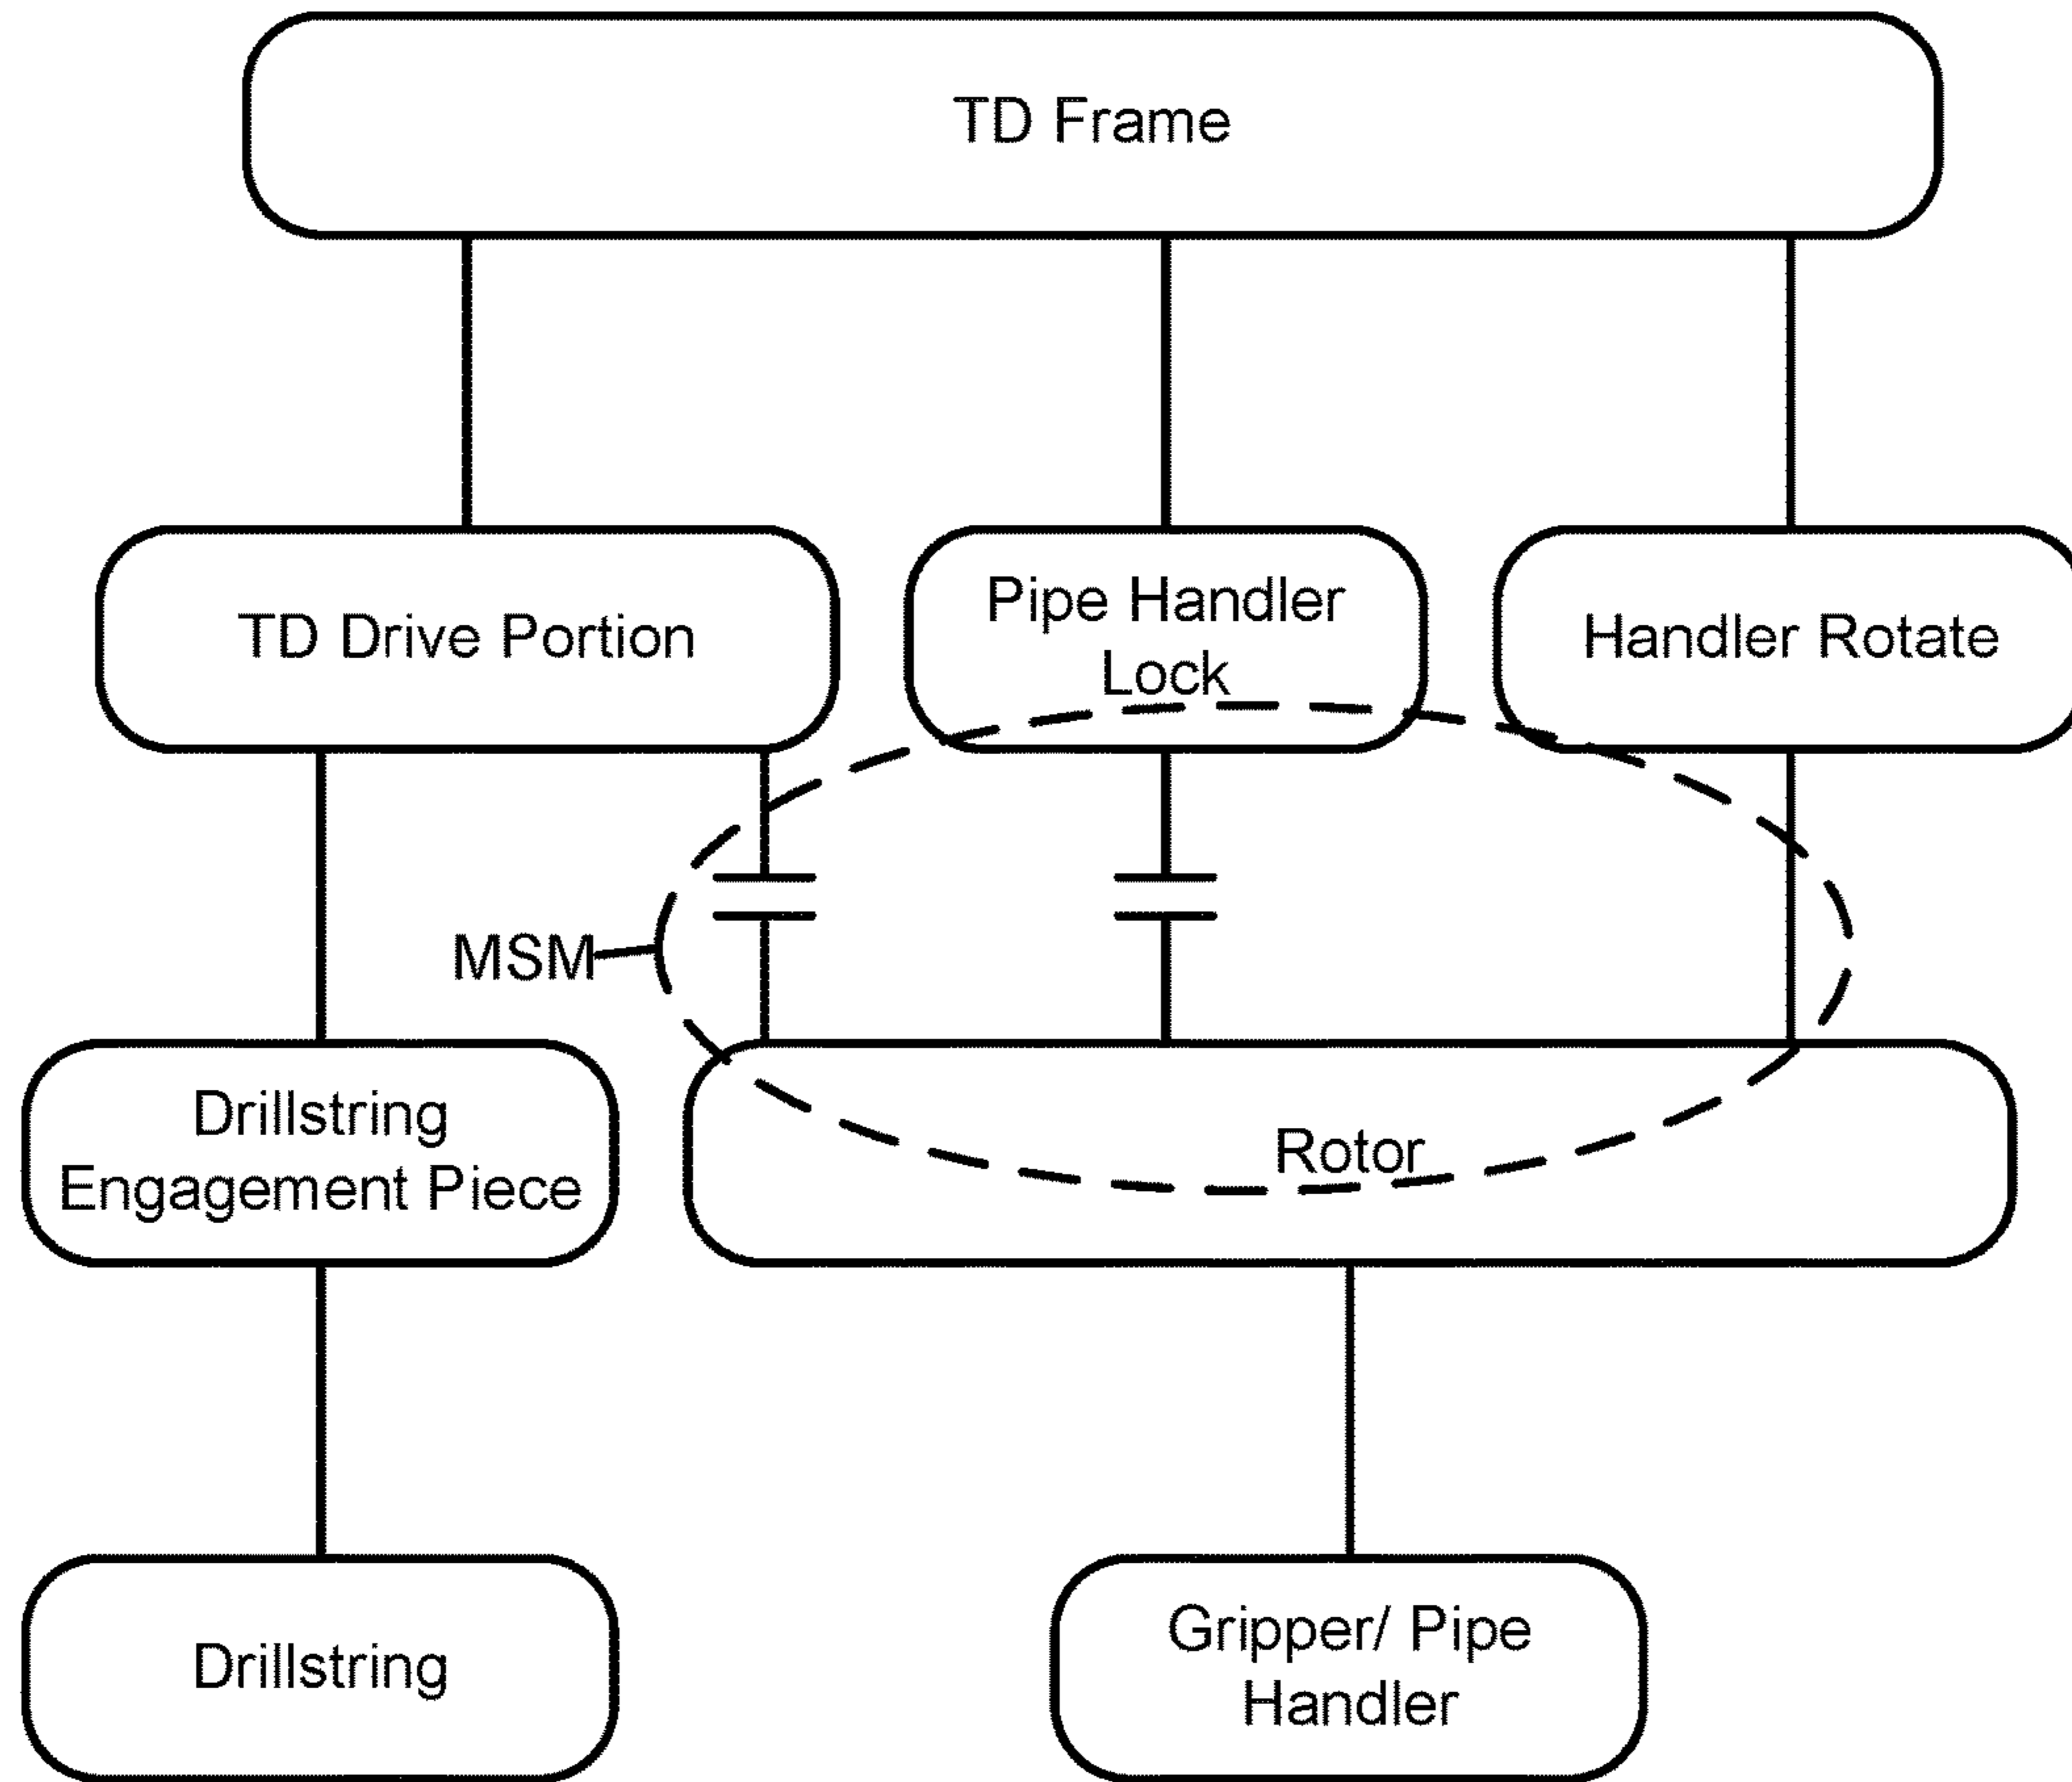 TD Frame
TD Drive Portion
Pipe Handler
Lock
Handler Rotate
MSM
Drillstring
Engagement Piece
Rotor
Drillstring
Gripper/ Pipe
Handler